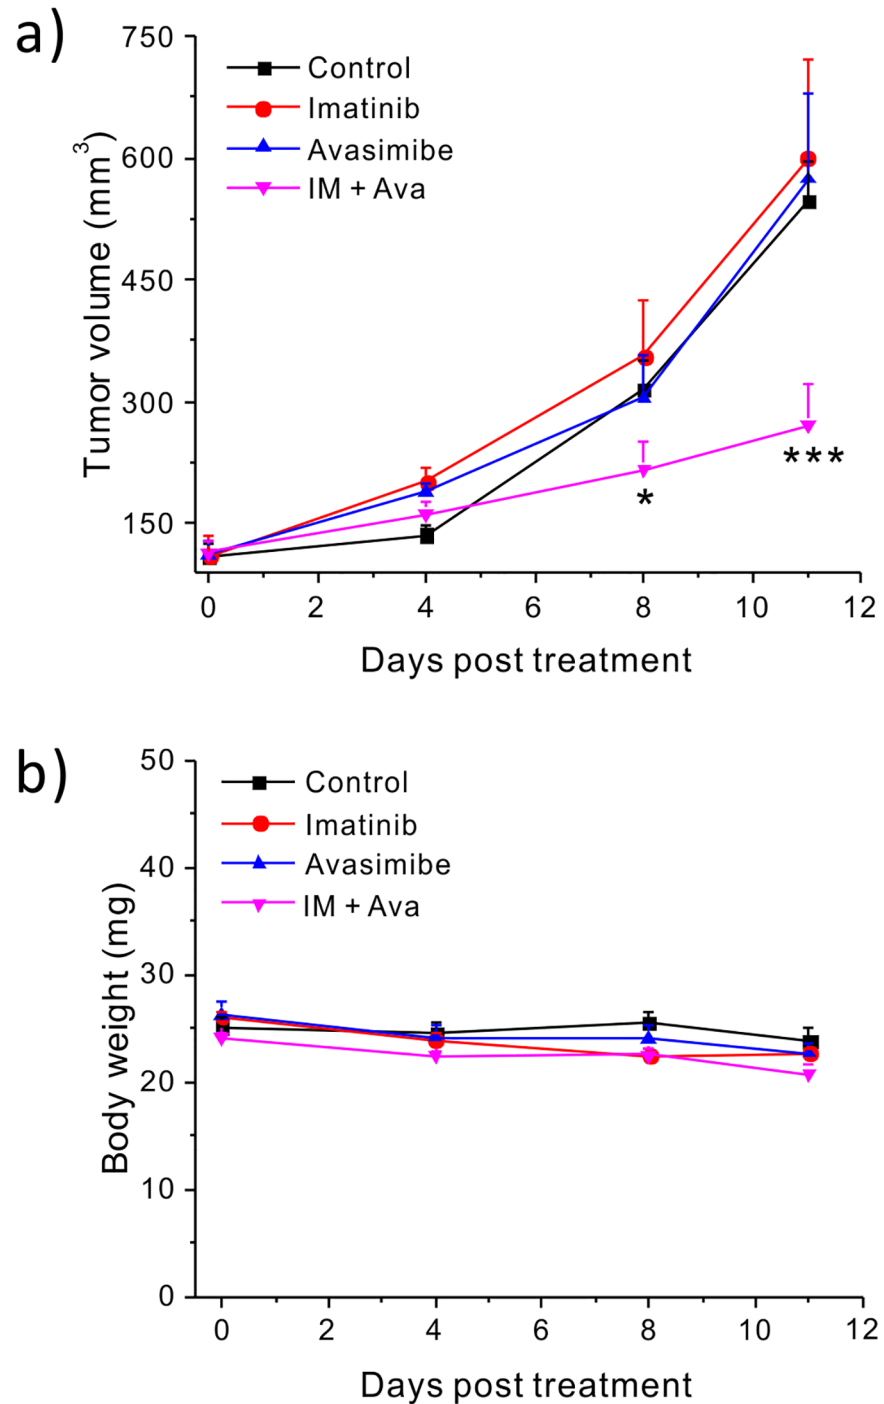 a)
750
600
450
300
150
Tumor volume (mm³)
Control
Imatinib
Avasimibe
IM + Ava
*
***
0 2 4 6 8 10 12
Days post treatment
b)
50
40
30
20
10
0
Body weight (mg)
Control
Imatinib
Avasimibe
IM + Ava
0 2 4 6 8 10 12
Days post treatment